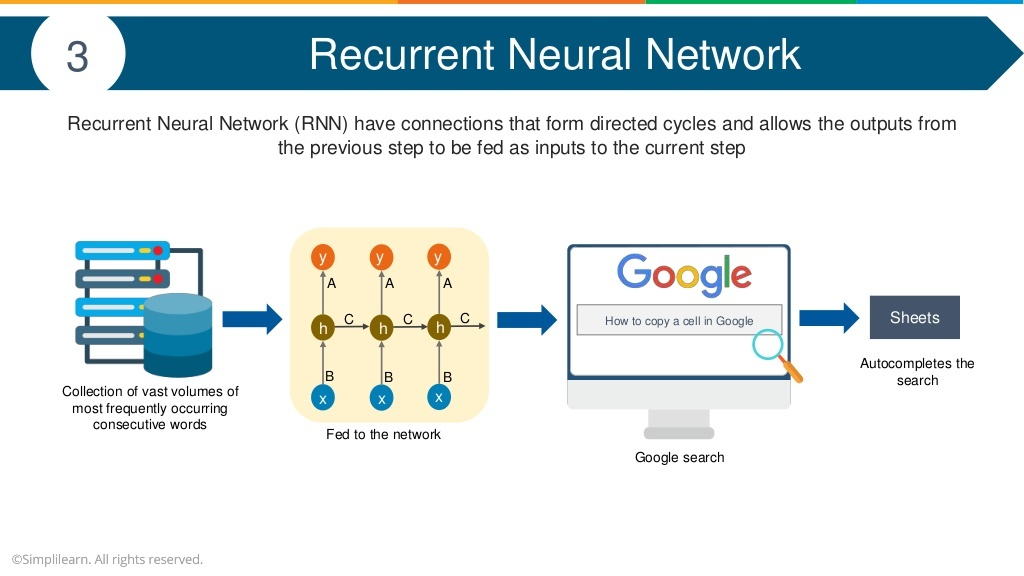 3
Recurrent Neural Network
Recurrent Neural Network (RNN) have connections that form directed cycles and allows the outputs from
the previous step to be fed as inputs to the current step
y y y
A A A
h C h C h C
B B B
x x x
Collection of vast volumes of
most frequently occurring
consecutive words
Fed to the network
Google
How to copy a cell in Google
Google search
Sheets
Autocompletes the
search
©Simplilearn. All rights reserved.